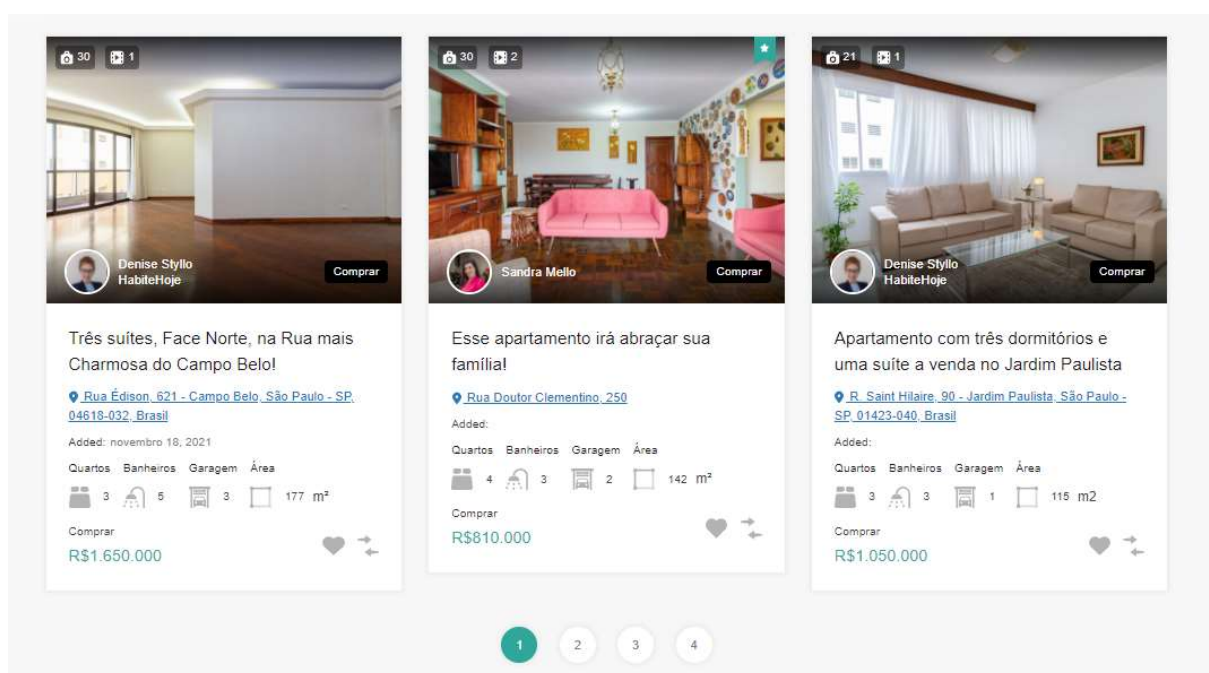 30 1
Denise Styllo
HabiteHoje
Comprar
Três suítes, Face Norte, na Rua mais
Charmosa do Campo Belo!
Rua Édison, 621 - Campo Belo, São Paulo - SP,
04618-032, Brasil
Added: novembro 18, 2021
Quartos Banheiros Garagem Área
3 5 3 177 m²
Comprar
R$1.650.000
30 2
Sandra Mello
Comprar
Esse apartamento irá abraçar sua
família!
Rua Doutor Clementino, 250
Added:
Quartos Banheiros Garagem Área
4 3 2 142 m²
Comprar
R$810.000
21 1
Denise Styllo
HabiteHoje
Comprar
Apartamento com três dormitórios e
uma suíte a venda no Jardim Paulista
R. Saint Hilaire, 90 - Jardim Paulista, São Paulo -
SP, 01423-040, Brasil
Added:
Quartos Banheiros Garagem Área
3 3 1 115 m2
Comprar
R$1.050.000
1 2 3 4